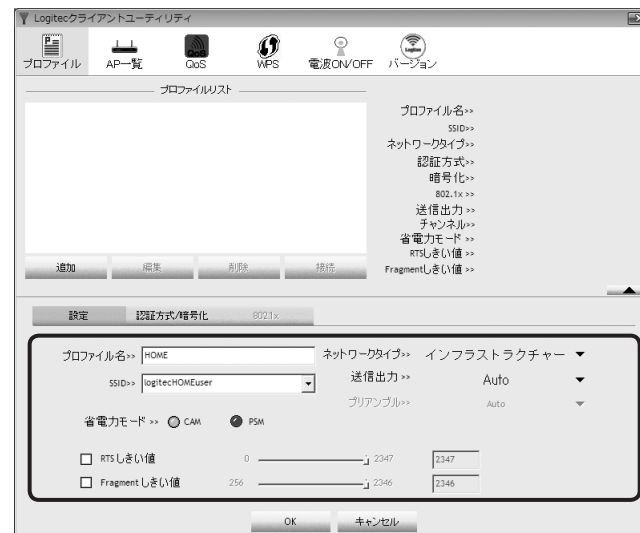 Logitecクライアントユーティリティ
プロファイル
AP一覧
QoS
QoS
WPS
電波ON/OFF
Logitec
バージョン
プロファイルリスト
プロファイル名>>
SSID>>
ネットワークタイプ>>
認証方式>>
暗号化>>
802.1x >>
送信出力 >>
チャンネル>>
省電力モード >>
RTSしきい値 >>
Fragmentしきい値 >>
追加 編集 削除 接続
設定 認証方式/暗号化 802.1x
プロファイル名>> HOME ネットワークタイプ>> インフラストラクチャー
SSID>> logitecHOMEuser 送信出力 >> Auto
プリアンブル>> Auto
省電力モード >> CAM PSM
RTSしきい値 0 2347 2347
Fragmentしきい値 256 2346 2346
OK キャンセル